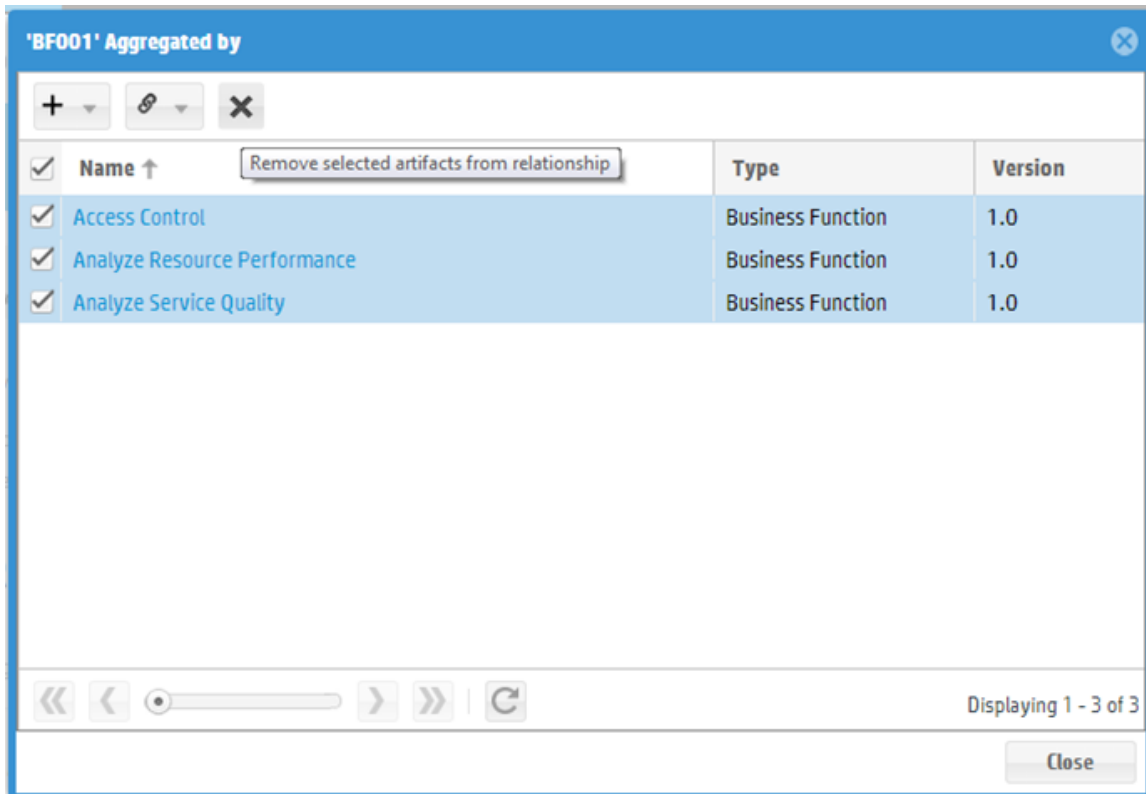 'BF001' Aggregated by
Remove selected artifacts from relationship
Name Type Version
Access Control Business Function 1.0
Analyze Resource Performance Business Function 1.0
Analyze Service Quality Business Function 1.0
Displaying 1 - 3 of 3
Close